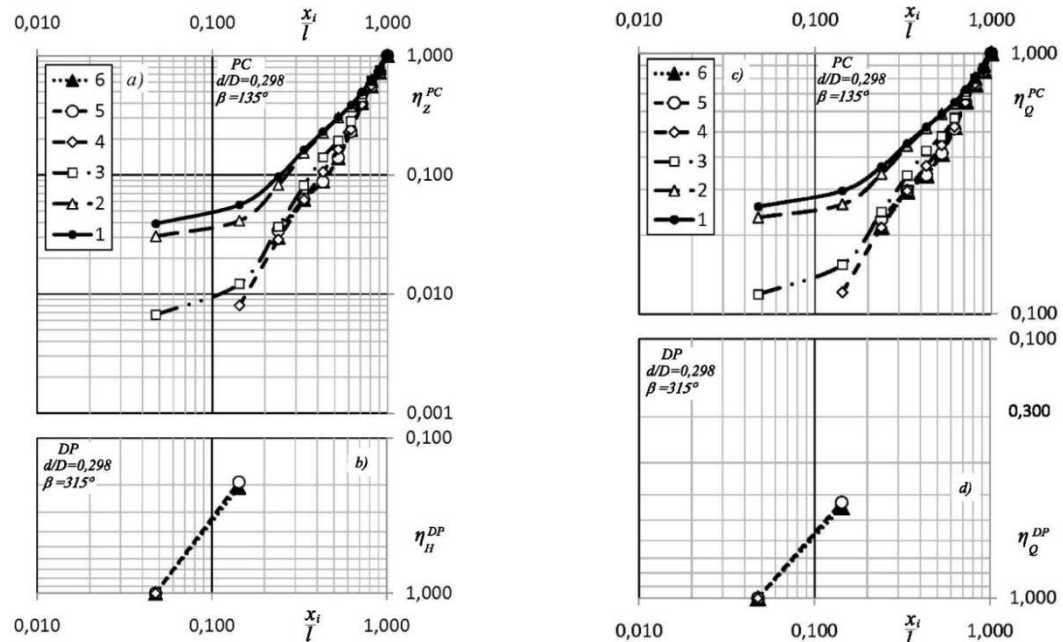 0,010 0,100 x_i/l 1,000
1,000
PC
d/D=0,298
β =135°
a)
6
5
4
3
2
1
η_Z^PC
0,100
0,010
0,001
DP
d/D=0,298
β =315°
b)
0,100
η_H^DP
1,000
0,010 0,100 x_i/l 1,000
0,010 0,100 x_i/l 1,000
1,000
PC
d/D=0,298
β =135°
c)
6
5
4
3
2
1
η_Q^PC
0,100
DP
d/D=0,298
β =315°
d)
0,100
0,300
η_Q^DP
1,000
0,010 0,100 x_i/l 1,000